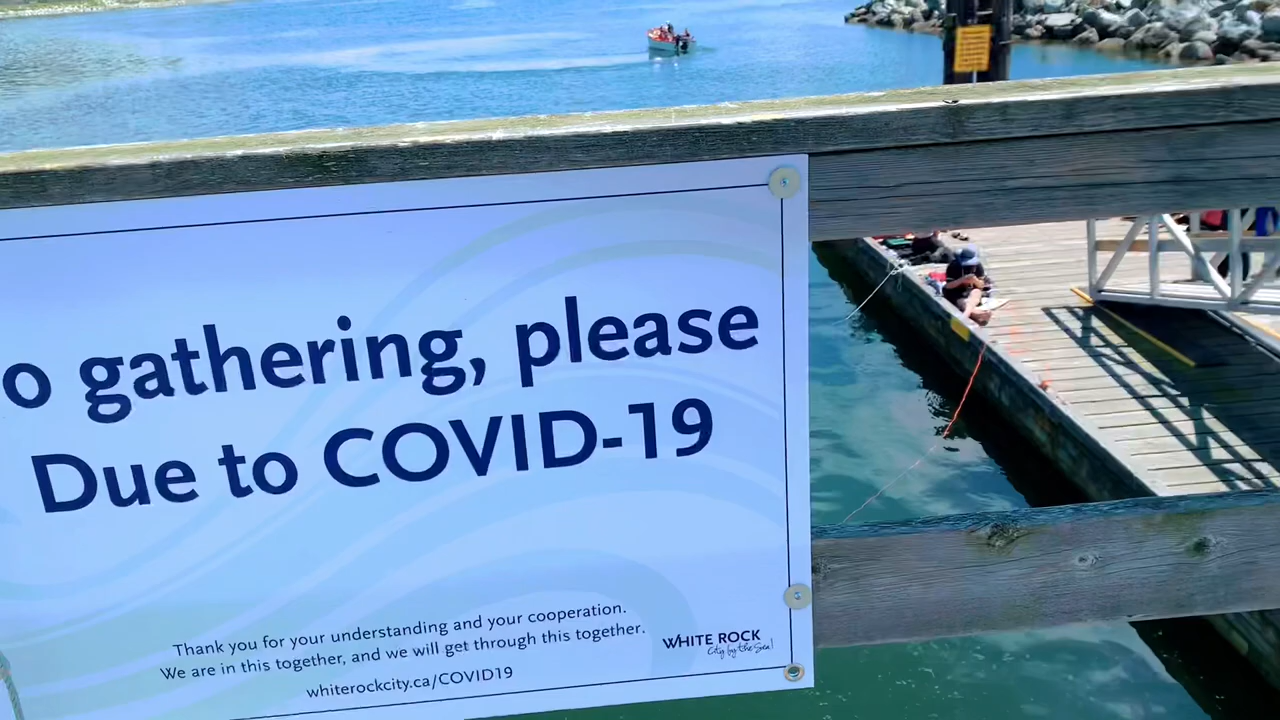 o gathering, please
Due to COVID-19
Thank you for your understanding and your cooperation.
We are in this together, and we will get through this together.
whiterockcity.ca/COVID19
WHITE ROCK
City by the Sea!